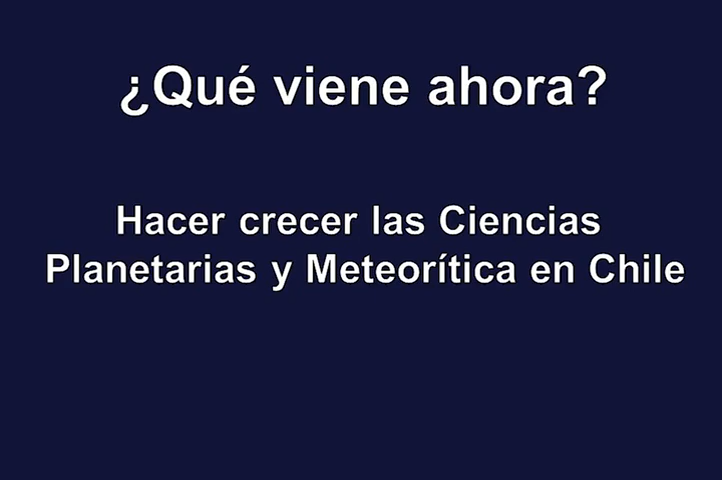 ¿Qué viene ahora?
Hacer crecer las Ciencias
Planetarias y Meteorítica en Chile